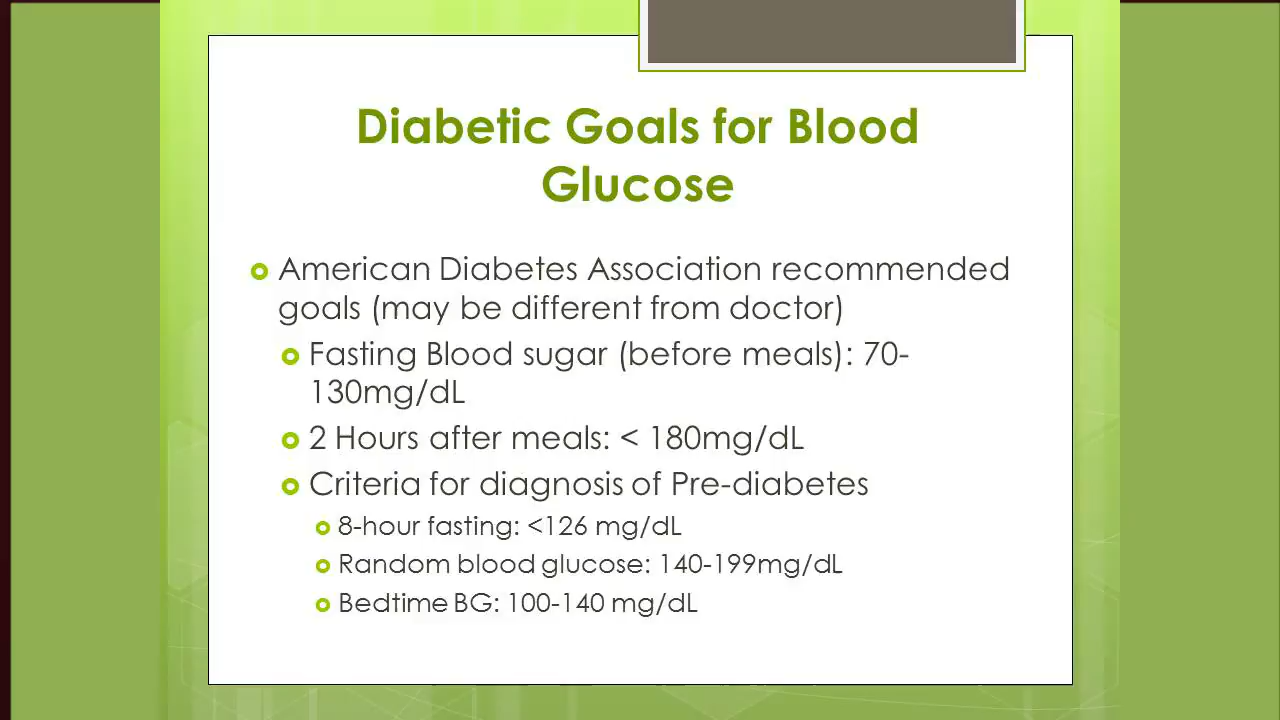 Diabetic Goals for Blood
Glucose
American Diabetes Association recommended
goals (may be different from doctor)
Fasting Blood sugar (before meals): 70-
130mg/dL
2 Hours after meals: < 180mg/dL
Criteria for diagnosis of Pre-diabetes
8-hour fasting: <126 mg/dL
Random blood glucose: 140-199mg/dL
Bedtime BG: 100-140 mg/dL